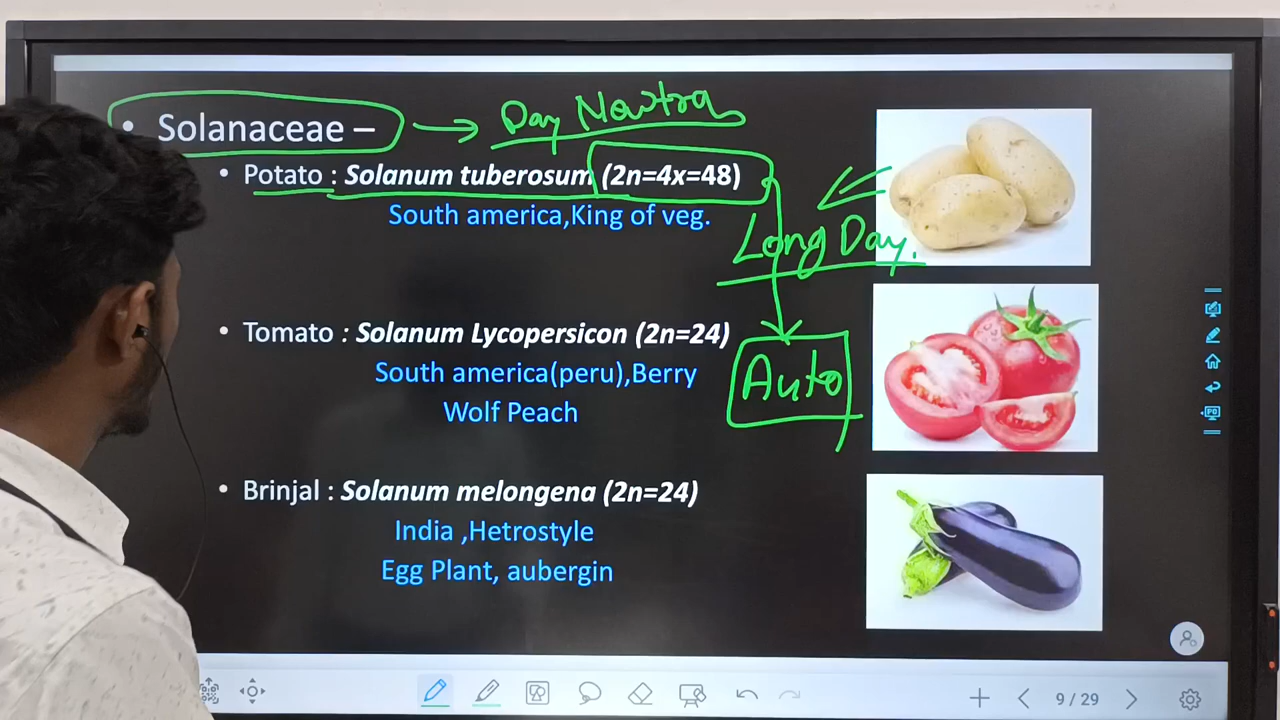 • Solanaceae – → Day Neutra
• Potato : Solanum tuberosum (2n=4x=48)
South america,King of veg.
Long Day.
• Tomato : Solanum Lycopersicon (2n=24)
South america(peru),Berry
Auto
Wolf Peach
• Brinjal : Solanum melongena (2n=24)
India ,Hetrostyle
Egg Plant, aubergin
9 / 29